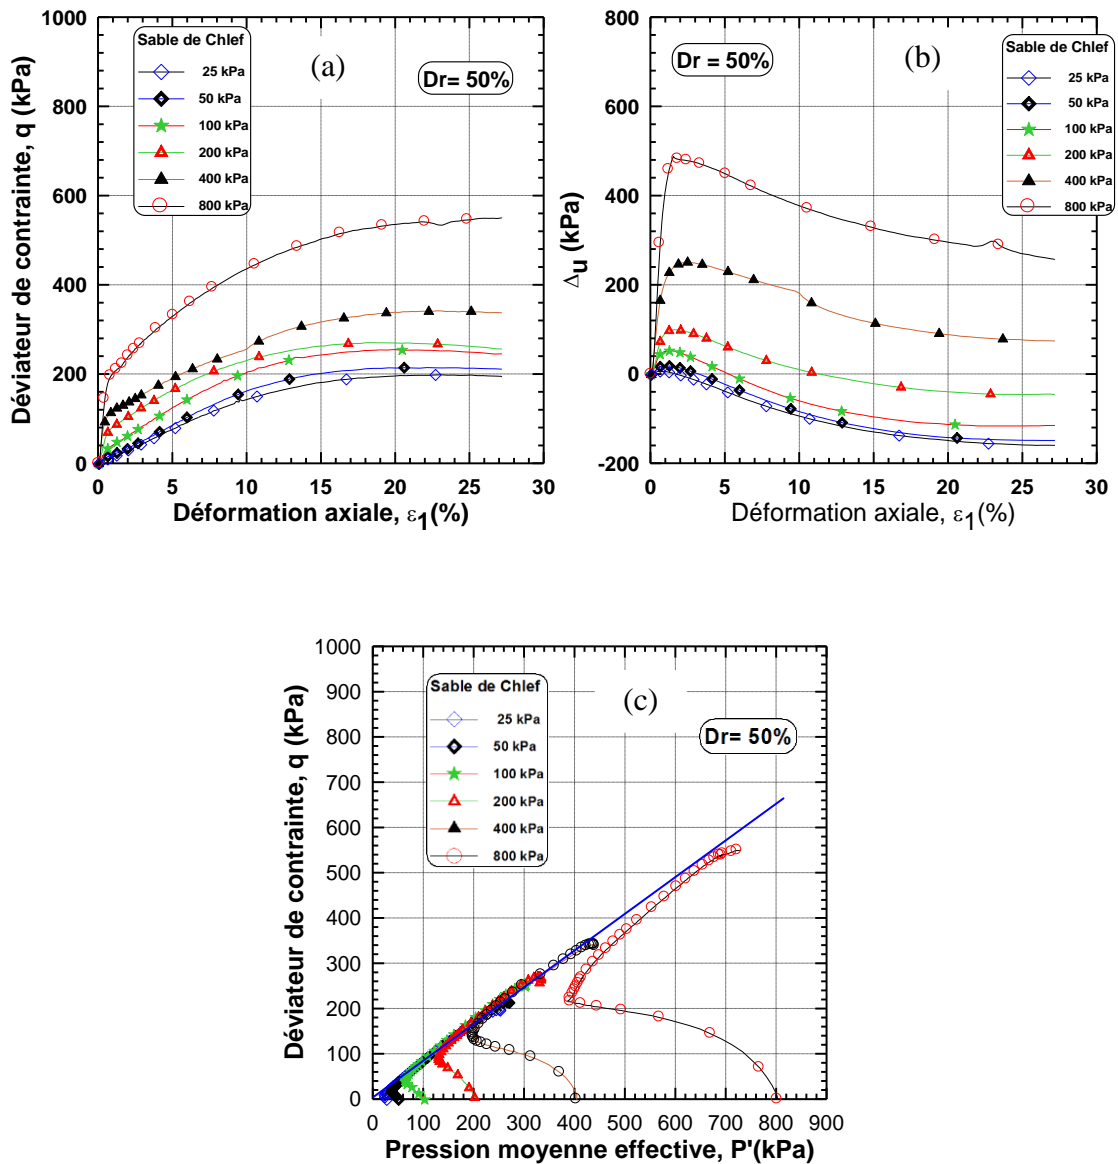 Sable de Chlef
25 kPa
50 kPa
100 kPa
200 kPa
400 kPa
800 kPa
(a)
Dr= 50%
1000
800
600
400
200
0
0 5 10 15 20 25 30
Déviateur de contrainte, q (kPa)
Déformation axiale, ε1(%)
Sable de Chlef
25 kPa
50 kPa
100 kPa
200 kPa
400 kPa
800 kPa
(b)
Dr = 50%
800
600
400
200
0
-200
0 5 10 15 20 25 30
Δu (kPa)
Déformation axiale, ε1(%)
Sable de Chlef
25 kPa
50 kPa
100 kPa
200 kPa
400 kPa
800 kPa
(c)
Dr= 50%
1000
900
800
700
600
500
400
300
200
100
0
0 100 200 300 400 500 600 700 800 900
Déviateur de contrainte, q (kPa)
Pression moyenne effective, P'(kPa)